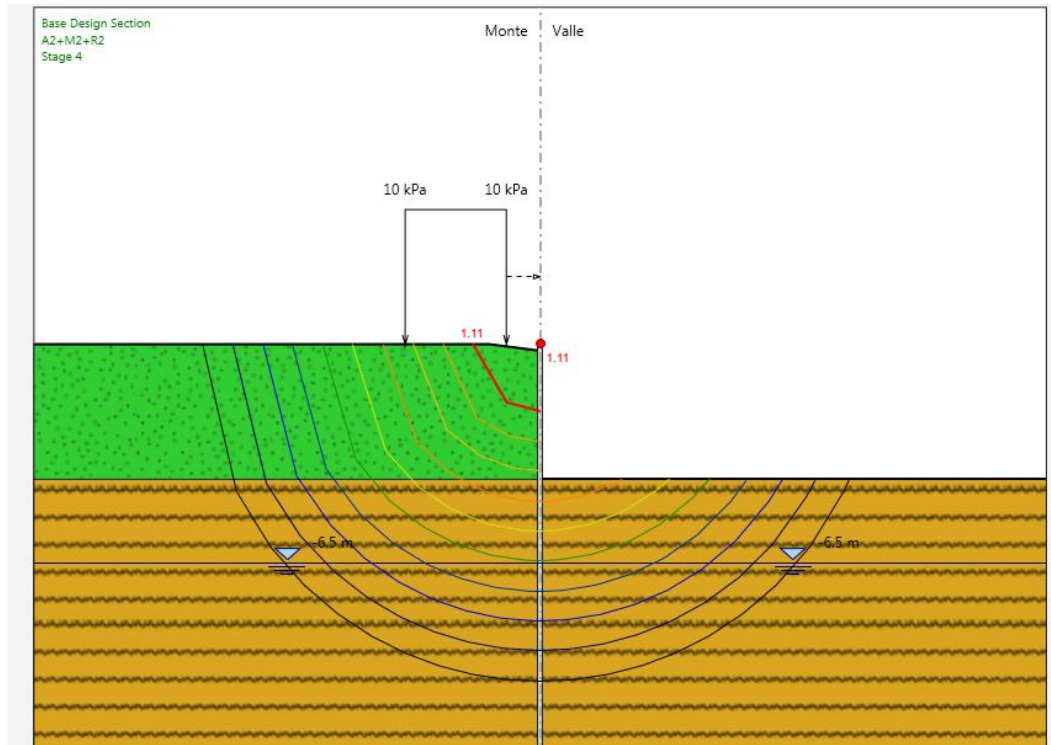 Base Design Section
A2+M2+R2
Stage 4
Monte
Valle
10 kPa
10 kPa
1.11
1.11
-6.5 m
-6.5 m